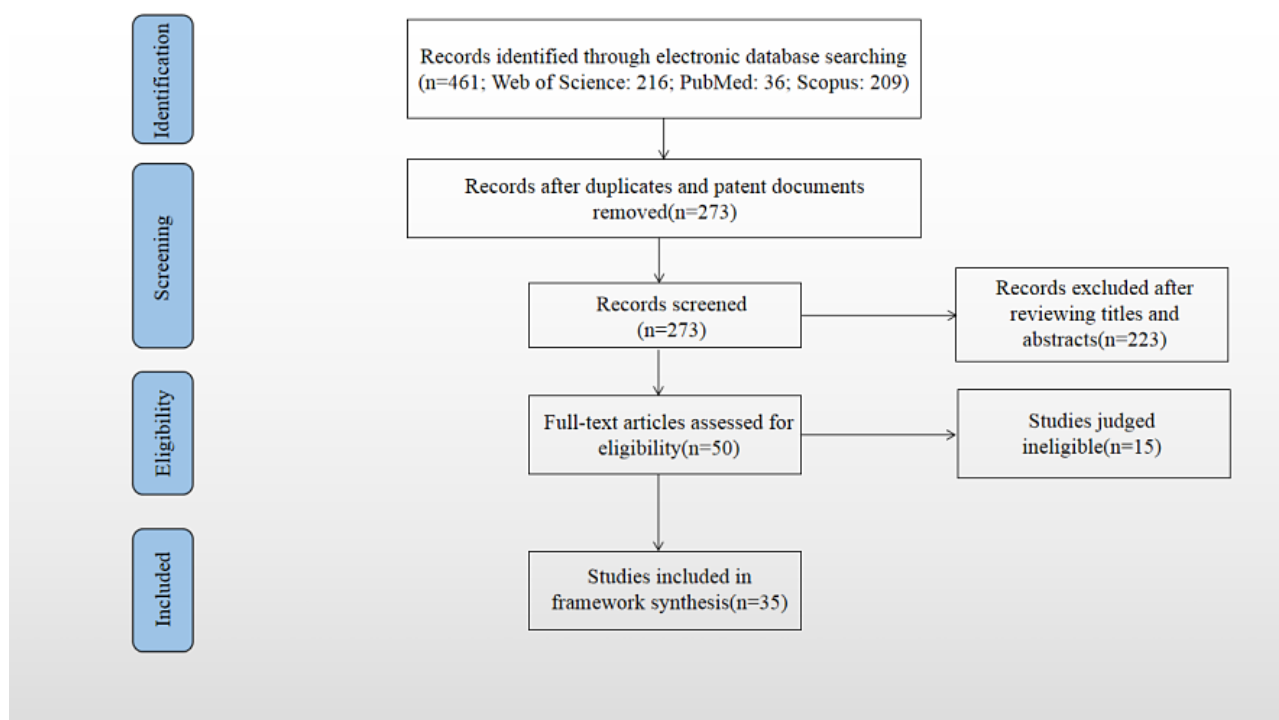 Identification
Records identified through electronic database searching
(n=461; Web of Science: 216; PubMed: 36; Scopus: 209)
Screening
Records after duplicates and patent documents
removed(n=273)
Records screened
(n=273)
Records excluded after
reviewing titles and
abstracts(n=223)
Eligibility
Full-text articles assessed for
eligibility(n=50)
Studies judged
ineligible(n=15)
Included
Studies included in
framework synthesis(n=35)